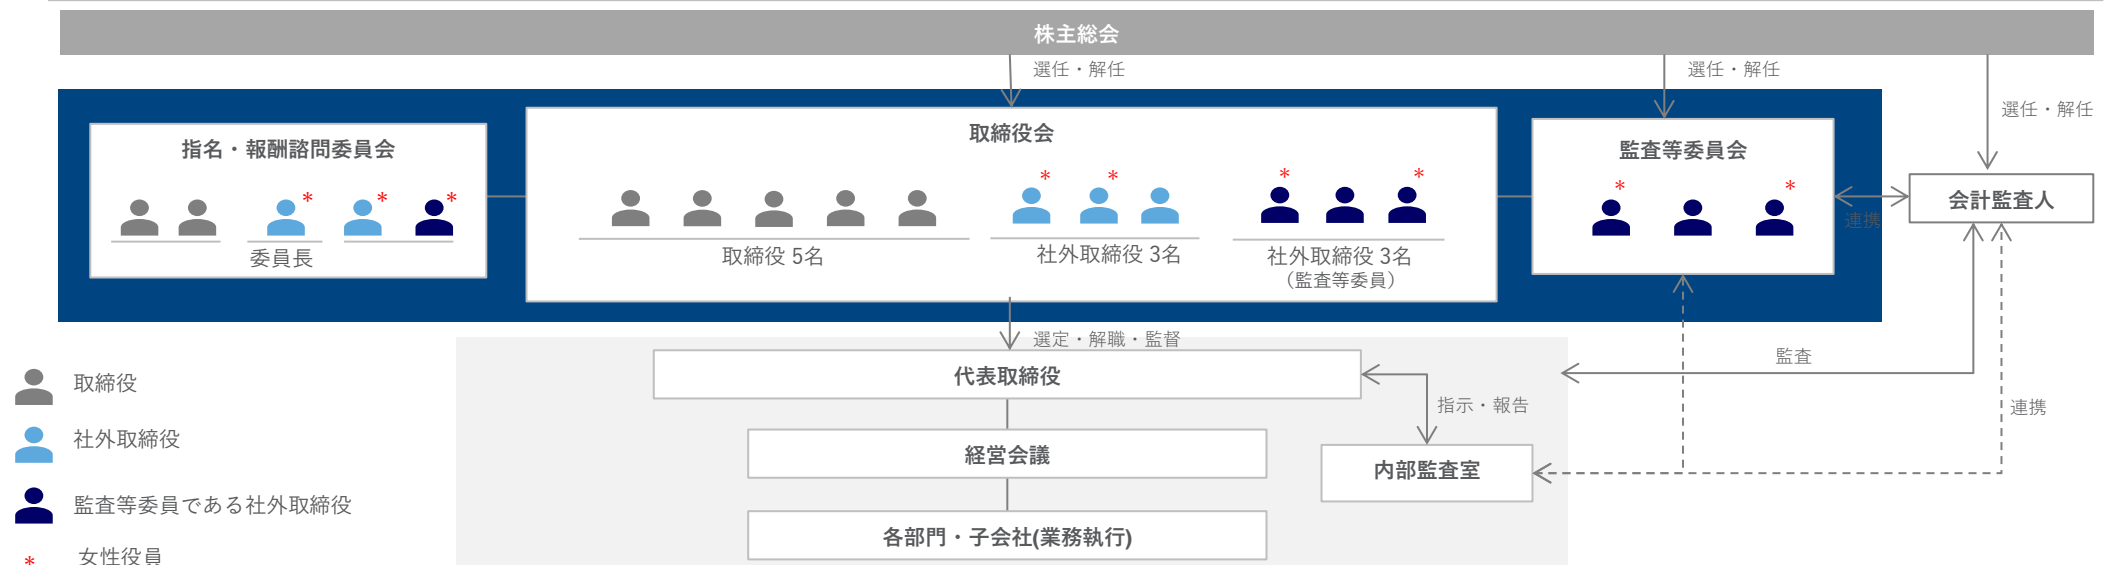 株主総会
選任・解任
選任・解任
選任・解任
指名・報酬諮問委員会
* * *
委員長
取締役会
* *
* *
取締役 5名
社外取締役 3名
社外取締役 3名
（監査等委員）
監査等委員会
* *
連携
会計監査人
選定・解職・監督
代表取締役
監査
指示・報告
連携
経営会議
内部監査室
各部門・子会社(業務執行)
取締役
社外取締役
監査等委員である社外取締役
* 女性役員